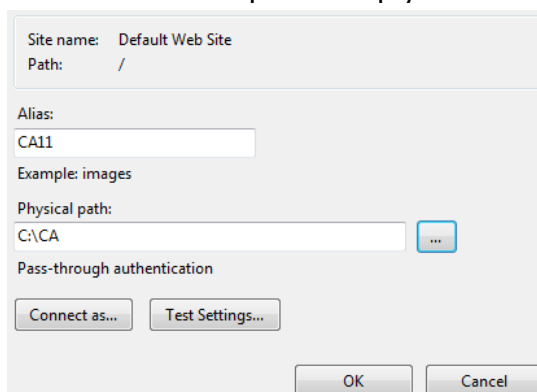 Site name: Default Web Site
Path: /
Alias:
CA11
Example: images
Physical path:
C:\CA
...
Pass-through authentication
Connect as... Test Settings...
OK Cancel